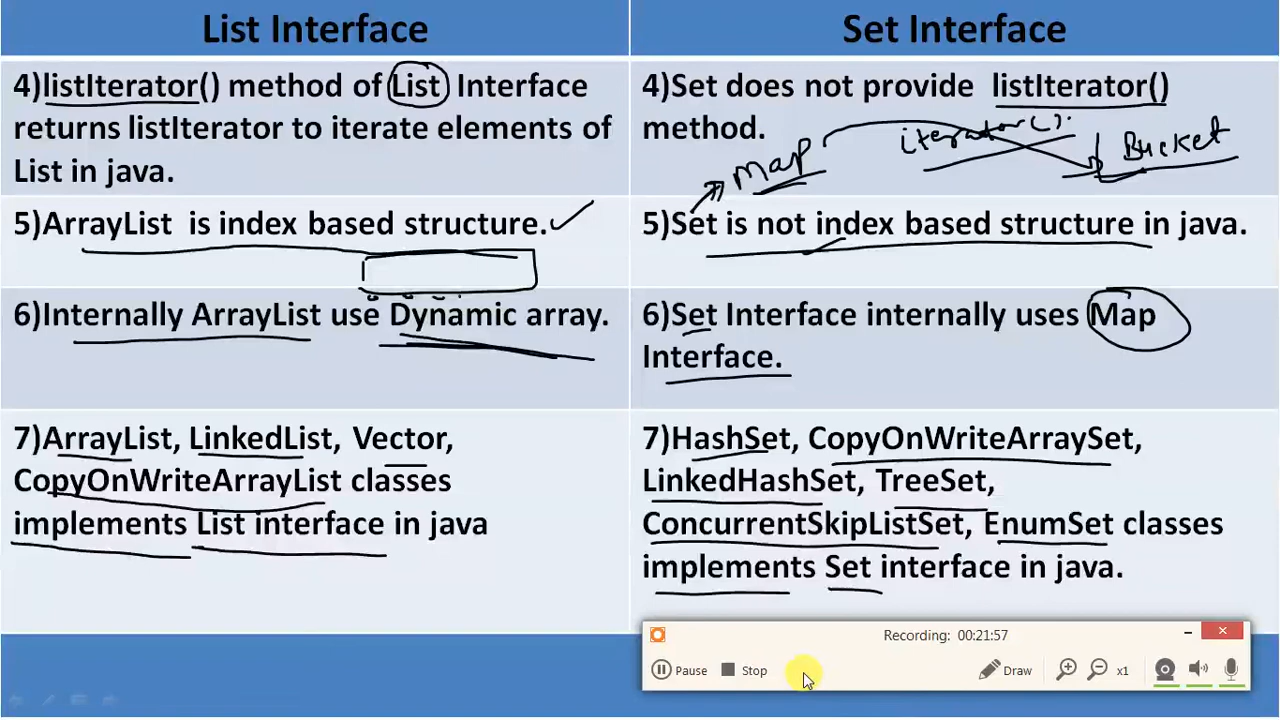 List Interface
Set Interface
4)listIterator() method of List Interface
returns listIterator to iterate elements of
List in java.
4)Set does not provide listIterator()
method.
iterator();
Map
Bucket
5)ArrayList is index based structure.
5)Set is not index based structure in java.
6)Internally ArrayList use Dynamic array.
6)Set Interface internally uses Map
Interface.
7)ArrayList, LinkedList, Vector,
CopyOnWriteArrayList classes
implements List interface in java
7)HashSet, CopyOnWriteArraySet,
LinkedHashSet, TreeSet,
ConcurrentSkipListSet, EnumSet classes
implements Set interface in java.
Recording: 00:21:57
Pause Stop Draw x1